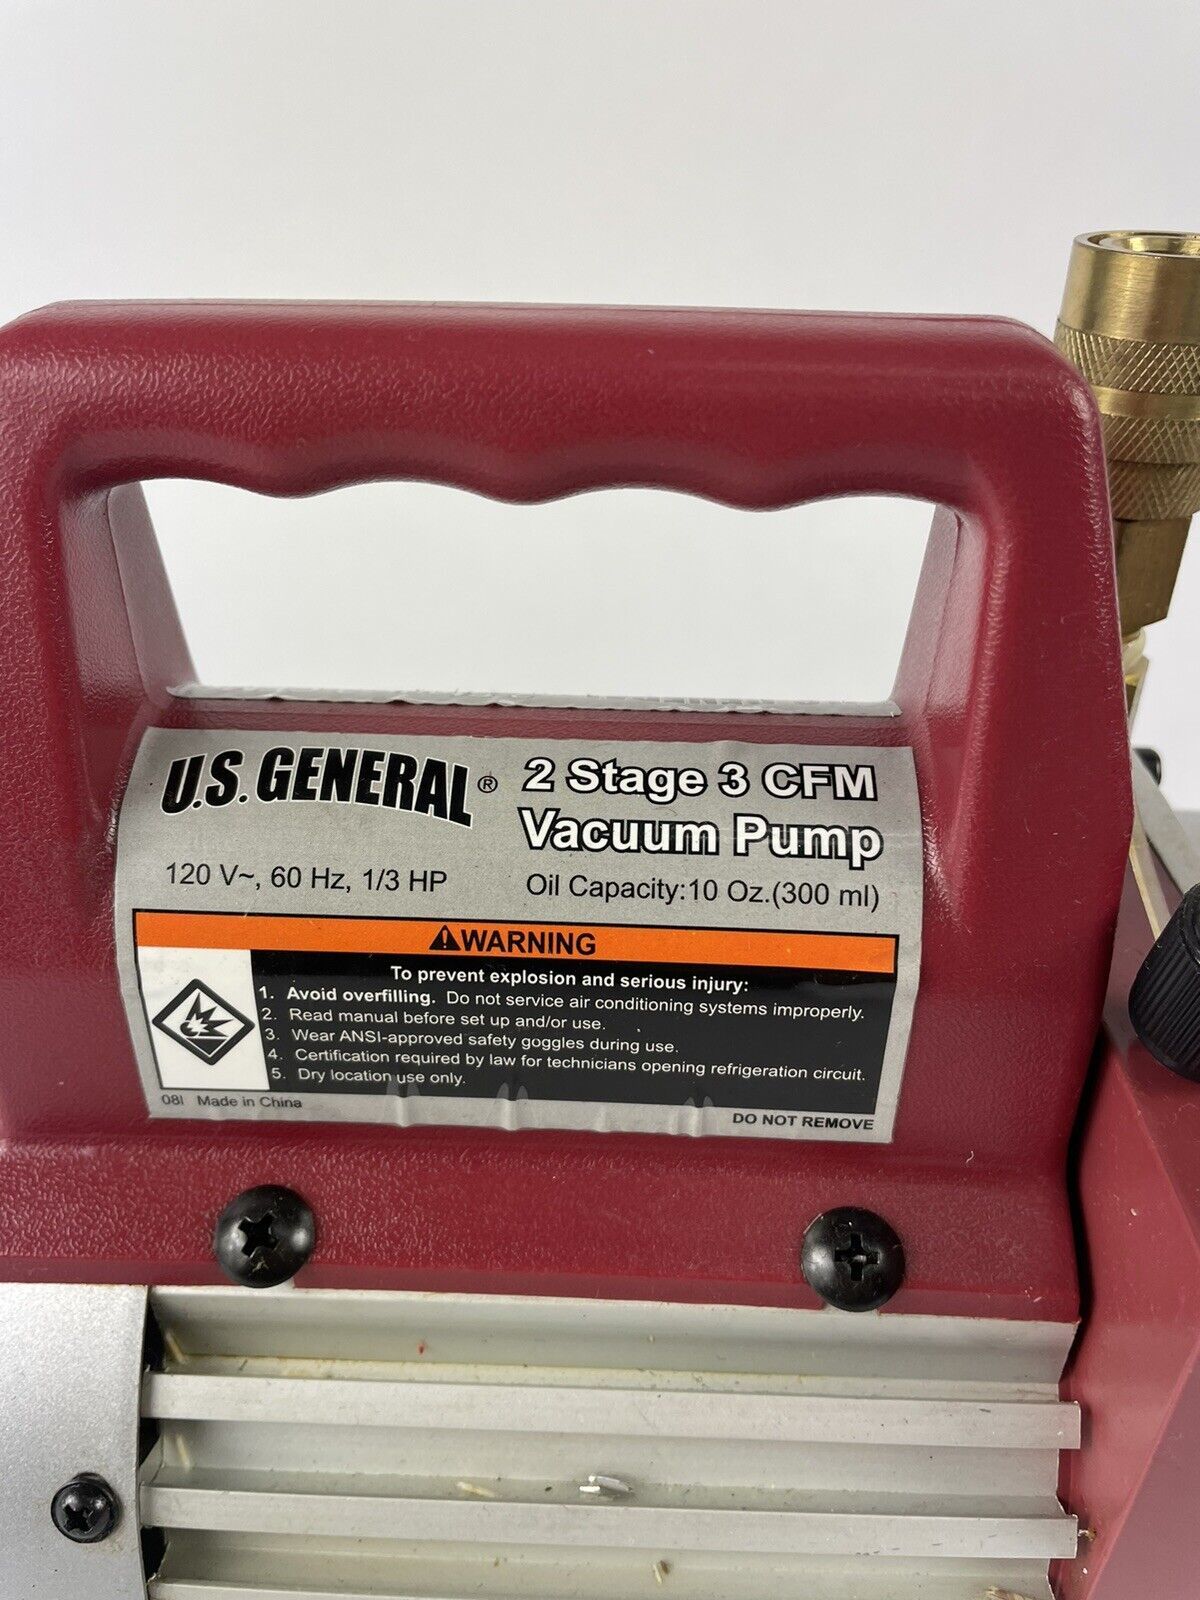 U.S. GENERAL®
2 Stage 3 CFM
Vacuum Pump
120 V~, 60 Hz, 1/3 HP
Oil Capacity:10 Oz.(300 ml)
⚠WARNING
To prevent explosion and serious injury:
1. Avoid overfilling. Do not service air conditioning systems improperly.
2. Read manual before set up and/or use.
3. Wear ANSI-approved safety goggles during use.
4. Certification required by law for technicians opening refrigeration circuit.
5. Dry location use only.
08l Made in China
DO NOT REMOVE